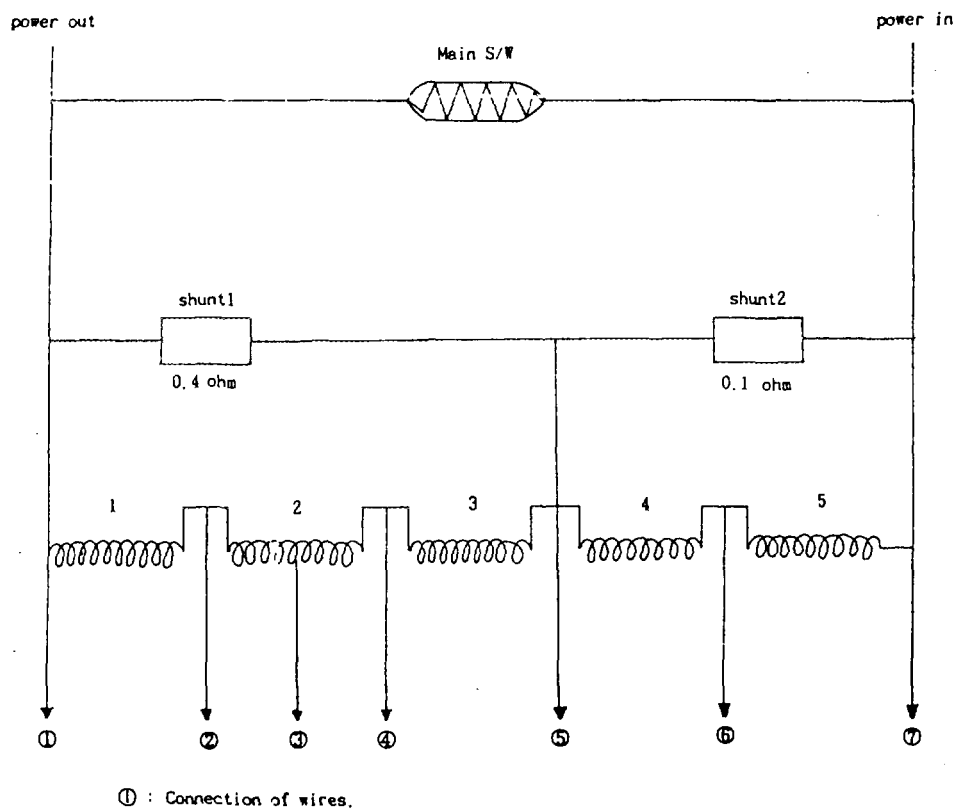 power out
power in
Main S/W
shunt1
shunt2
0.4 ohm
0.1 ohm
1
2
3
4
5
① ② ③ ④ ⑤ ⑥ ⑦
① : Connection of wires.